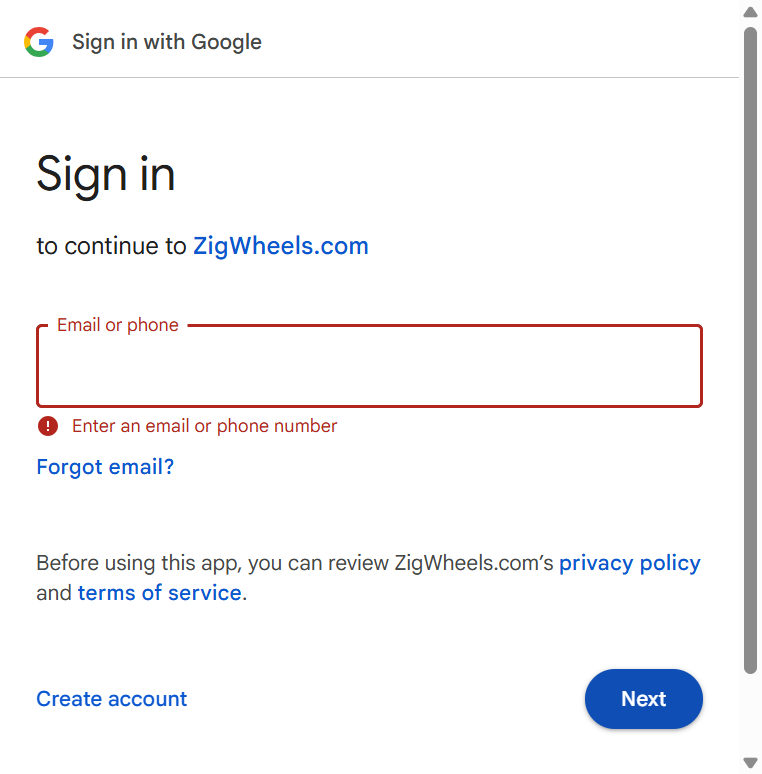 Sign in with Google
Sign in
to continue to ZigWheels.com
Email or phone
! Enter an email or phone number
Forgot email?
Before using this app, you can review ZigWheels.com’s privacy policy
and terms of service.
Create account
Next